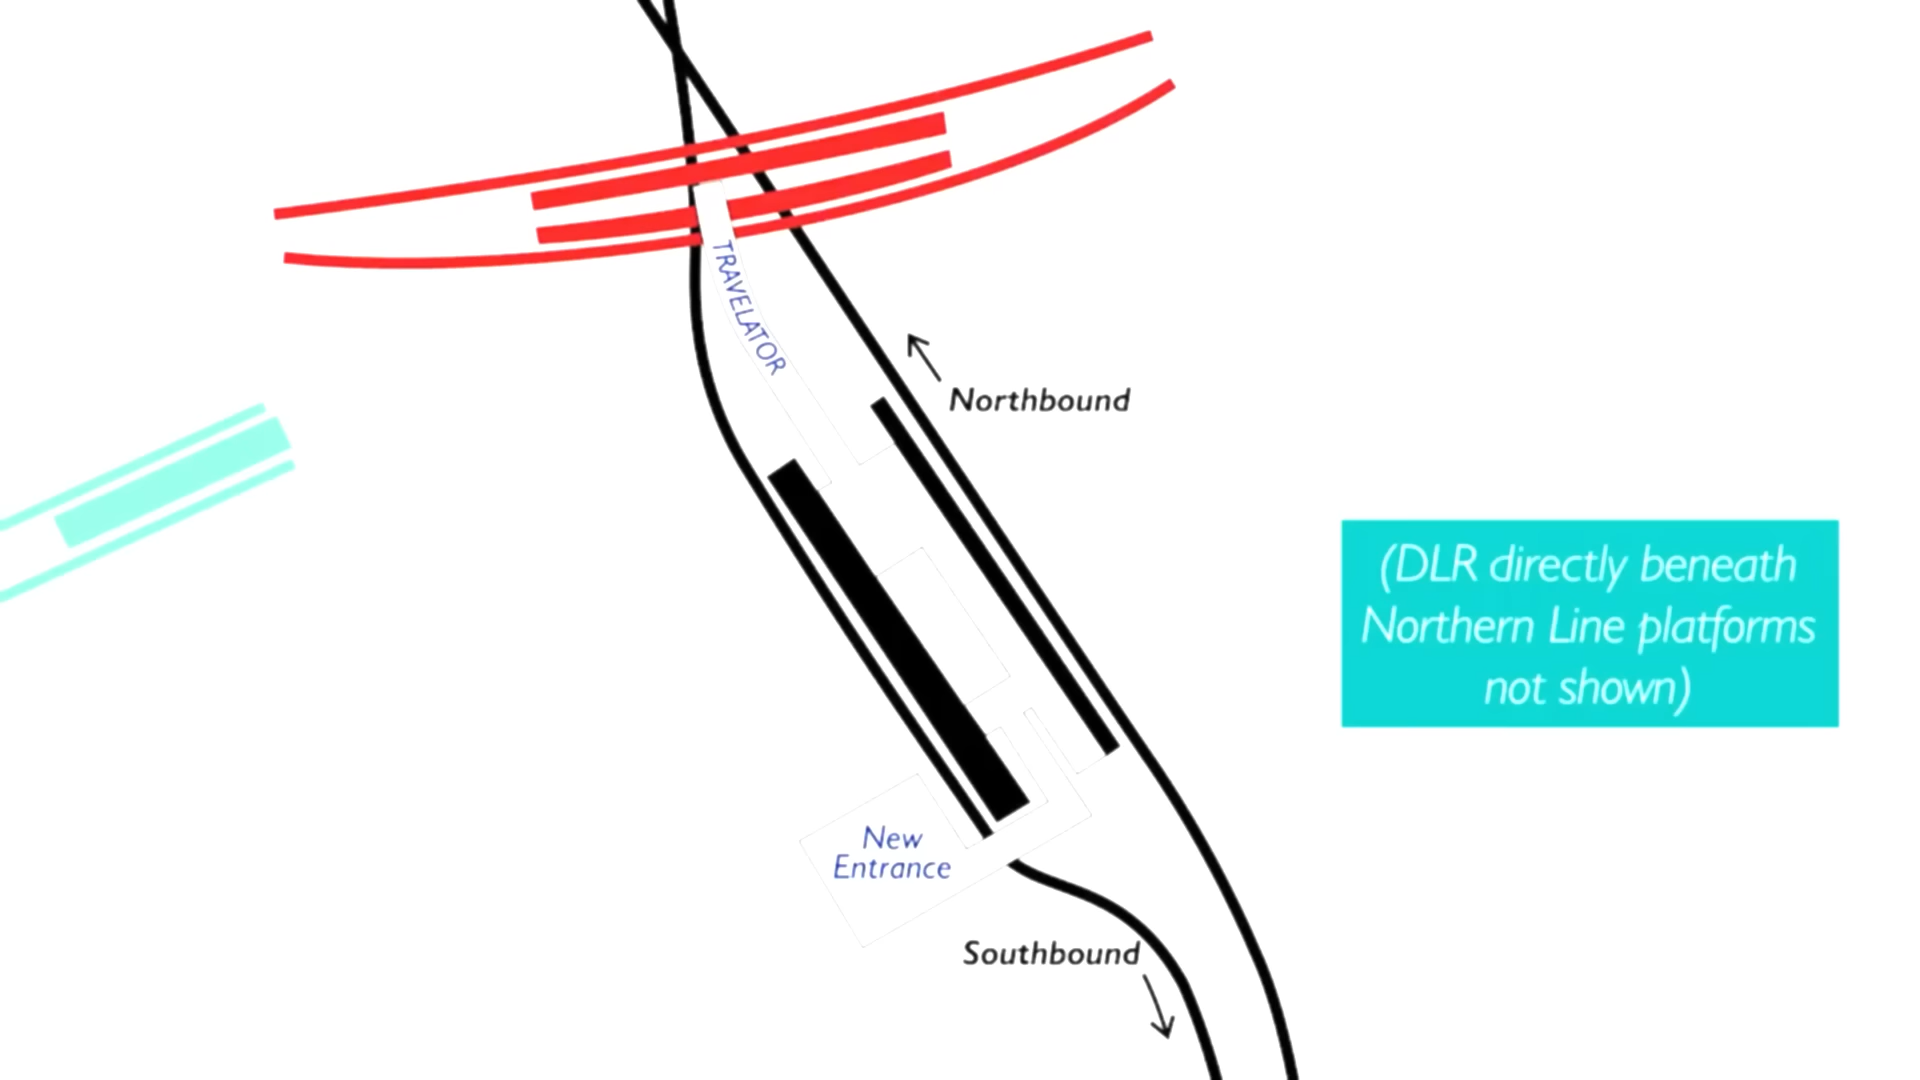 TRAVELATOR
Northbound
(DLR directly beneath
Northern Line platforms
not shown)
New
Entrance
Southbound